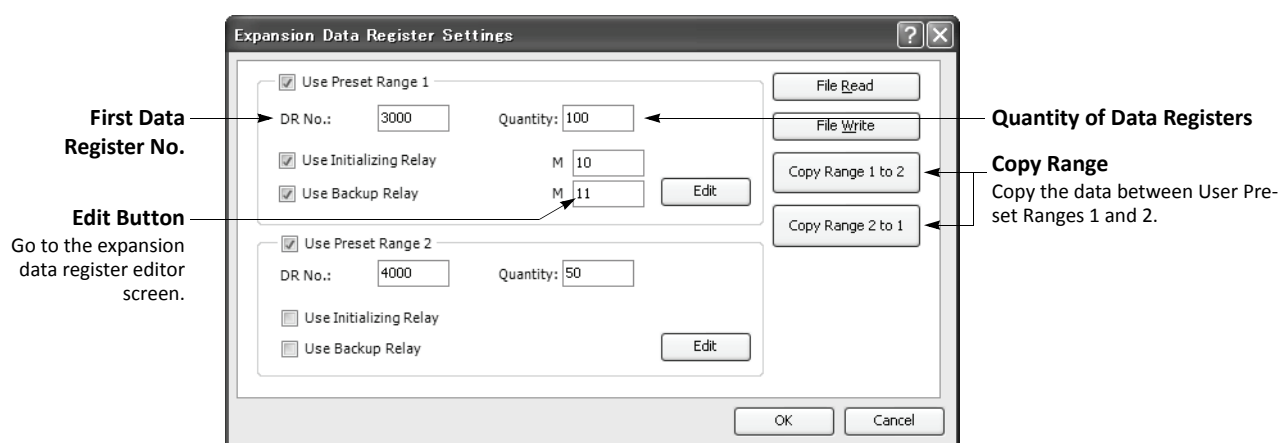 Expansion Data Register Settings
Use Preset Range 1
DR No.: 3000 Quantity: 100
Use Initializing Relay M 10
Use Backup Relay M 11 Edit
Use Preset Range 2
DR No.: 4000 Quantity: 50
Use Initializing Relay
Use Backup Relay Edit
File Read
File Write
Copy Range 1 to 2
Copy Range 2 to 1
OK Cancel
First Data
Register No.
Edit Button
Go to the expansion
data register editor
screen.
Quantity of Data Registers
Copy Range
Copy the data between User Pre-
set Ranges 1 and 2.